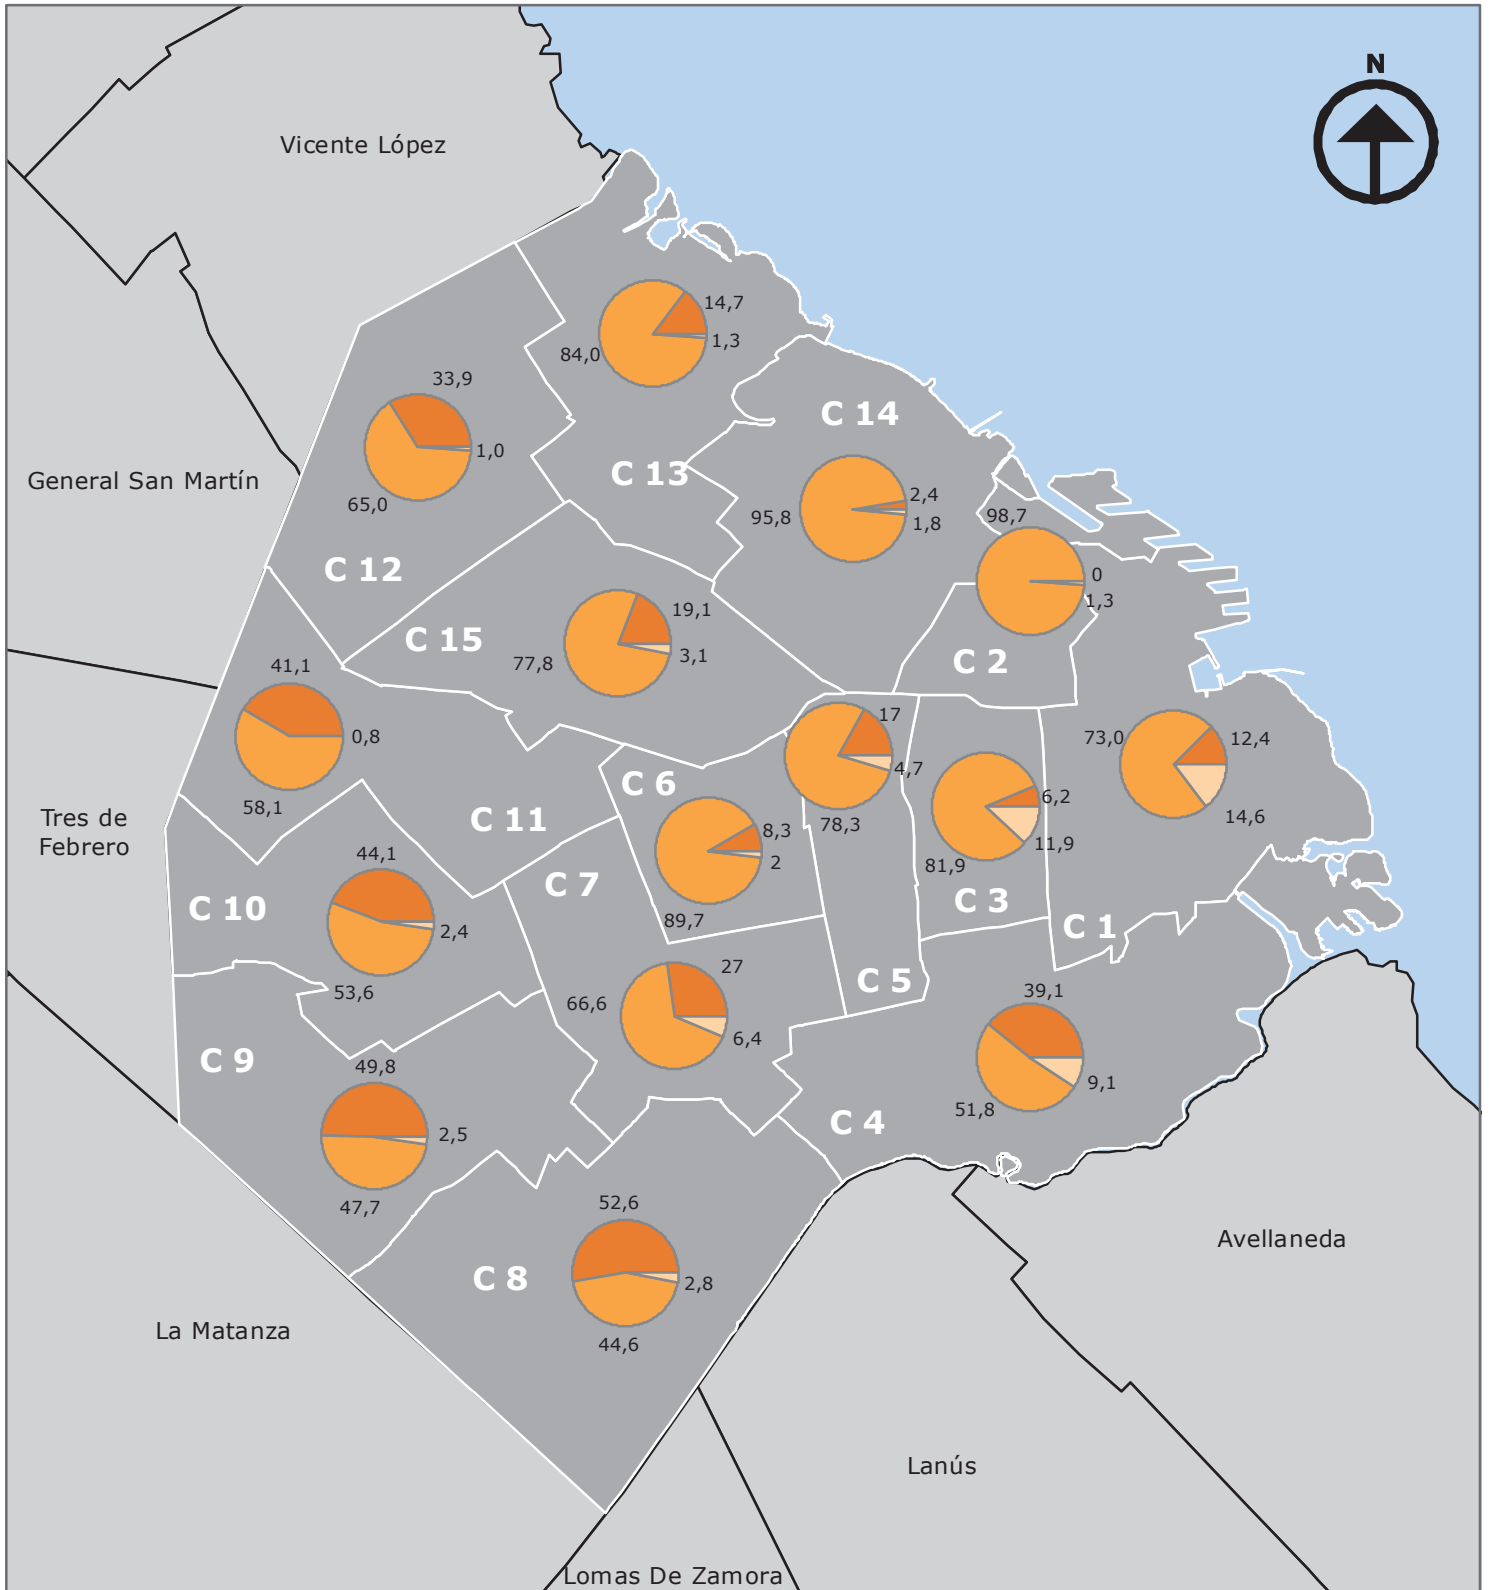 N
Vicente López
14,7
1,3
84,0
33,9
1,0
65,0
C 14
General San Martín
C 13
2,4
95,8
1,8
98,7
C 12
0
1,3
19,1
C 15
77,8
3,1
C 2
41,1
0,8
58,1
17
4,7
78,3
73,0
12,4
14,6
C 6
6,2
11,9
81,9
Tres de
Febrero
C 11
8,3
2
89,7
44,1
C 7
C 10
2,4
53,6
C 3
C 1
27
66,6
6,4
C 5
39,1
9,1
51,8
C 9
49,8
2,5
47,7
C 4
52,6
2,8
44,6
C 8
Avellaneda
La Matanza
Lanús
Lomas De Zamora